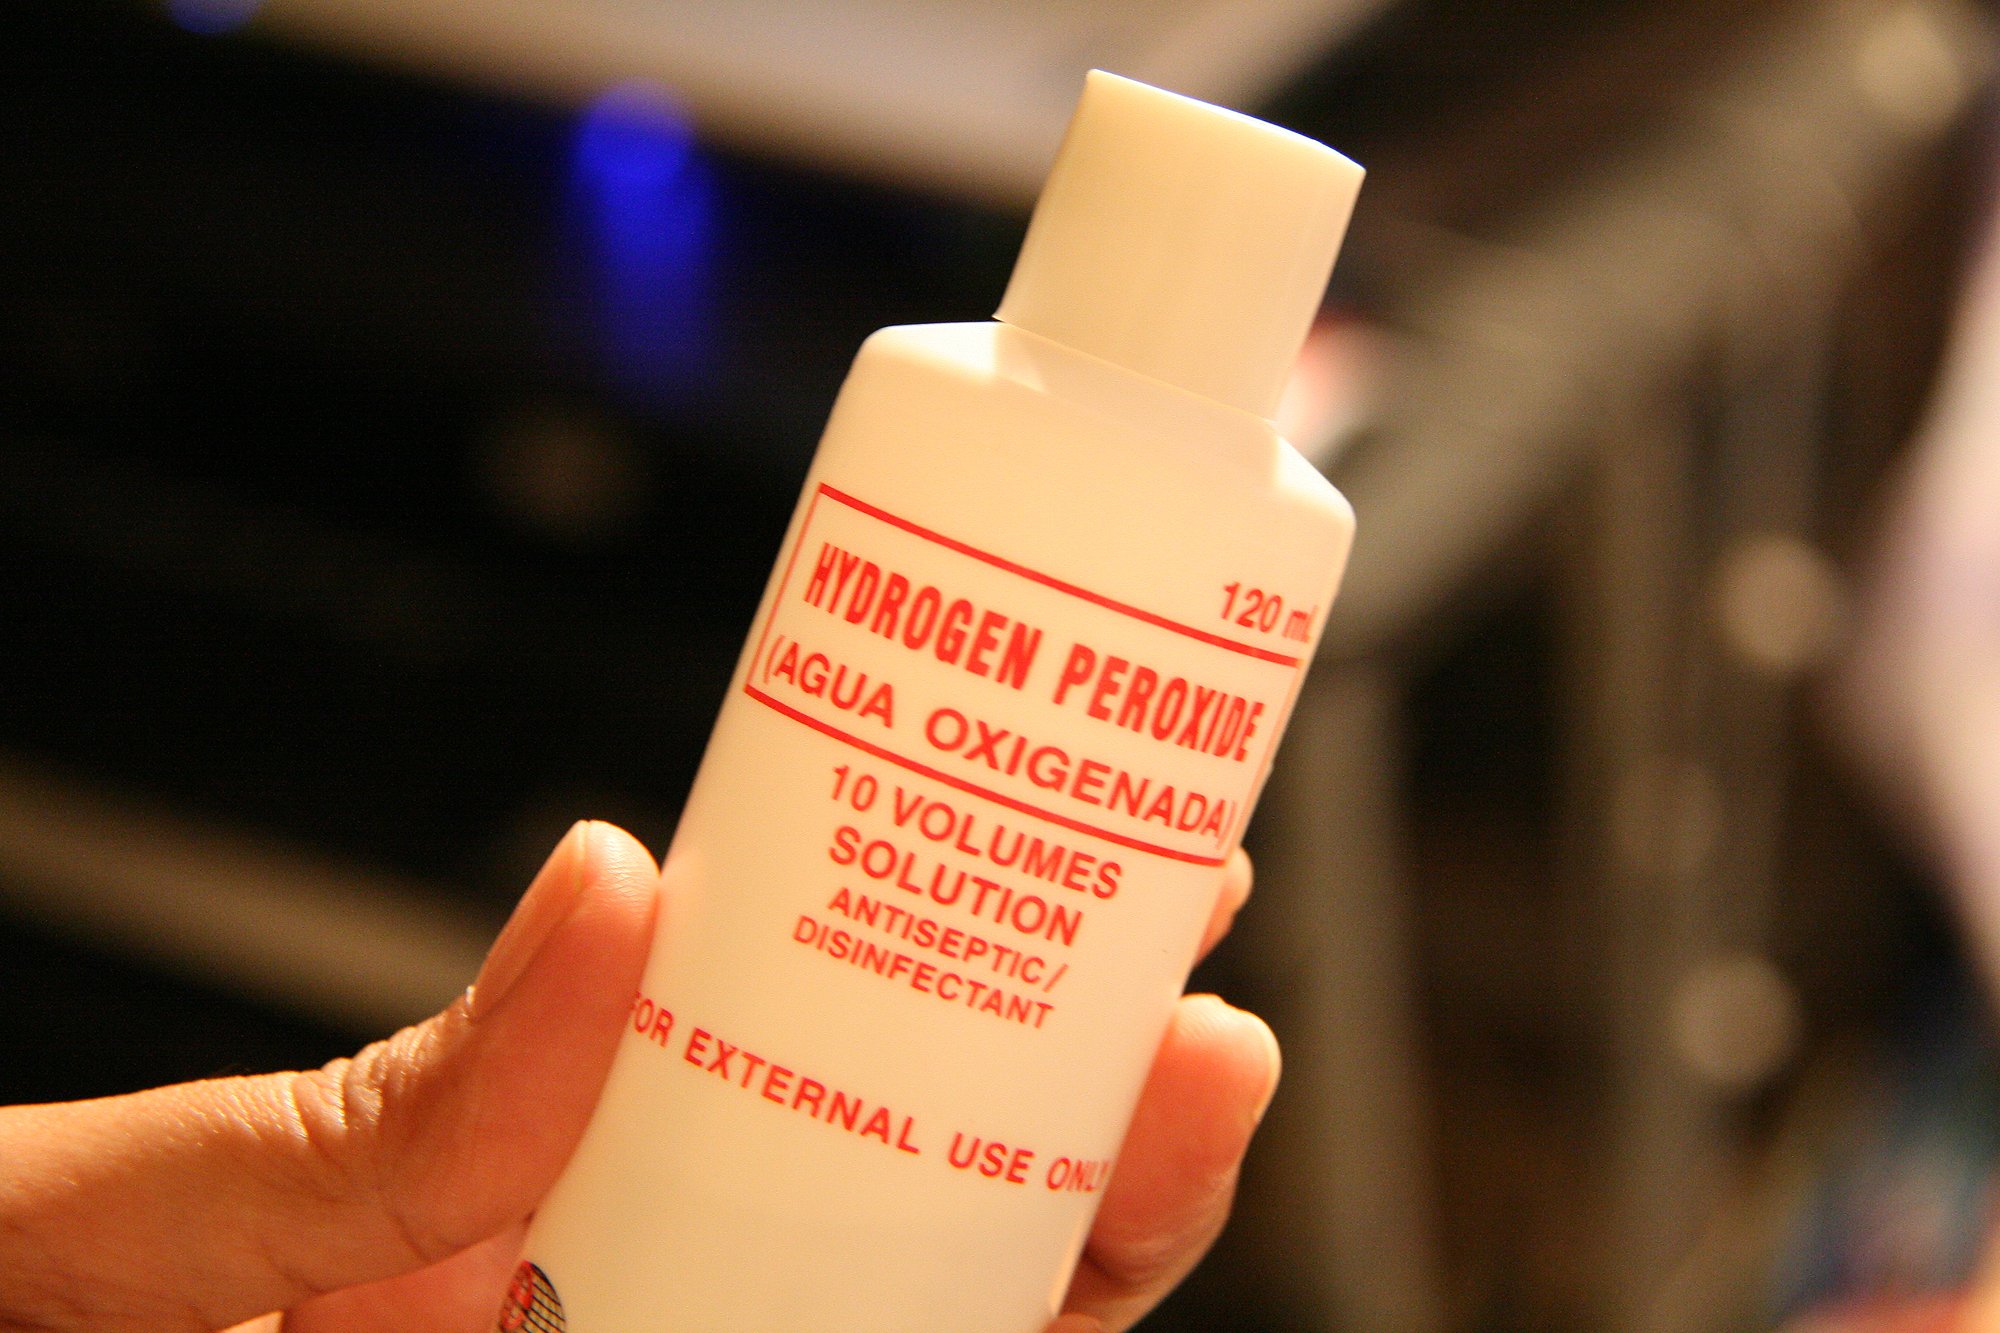 120 mL
HYDROGEN PEROXIDE
(AGUA OXIGENADA)
10 VOLUMES
SOLUTION
ANTISEPTIC/
DISINFECTANT
FOR EXTERNAL USE ONLY